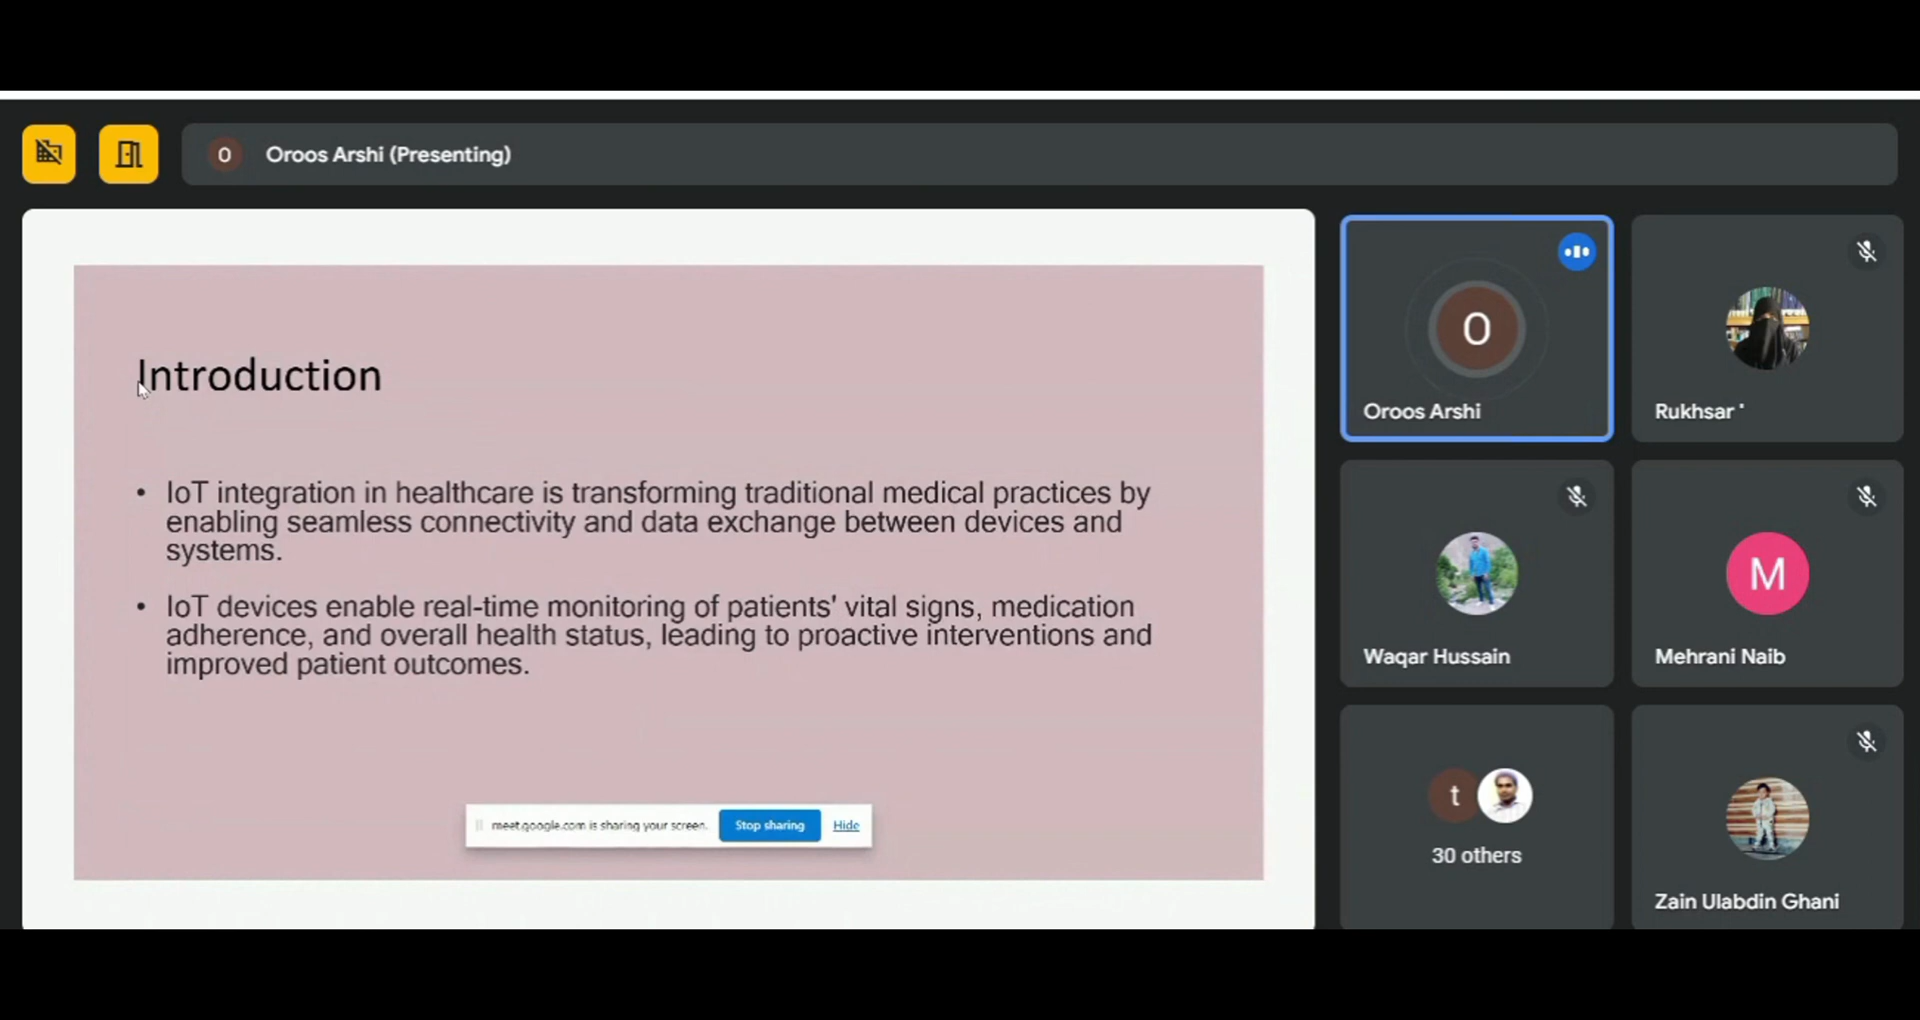 O Oroos Arshi (Presenting)
Introduction
• IoT integration in healthcare is transforming traditional medical practices by
enabling seamless connectivity and data exchange between devices and
systems.
• IoT devices enable real-time monitoring of patients' vital signs, medication
adherence, and overall health status, leading to proactive interventions and
improved patient outcomes.
meet.google.com is sharing your screen. Stop sharing Hide
O
Oroos Arshi
Rukhsar
Waqar Hussain
M
Mehrani Naib
t
30 others
Zain Ulabdin Ghani